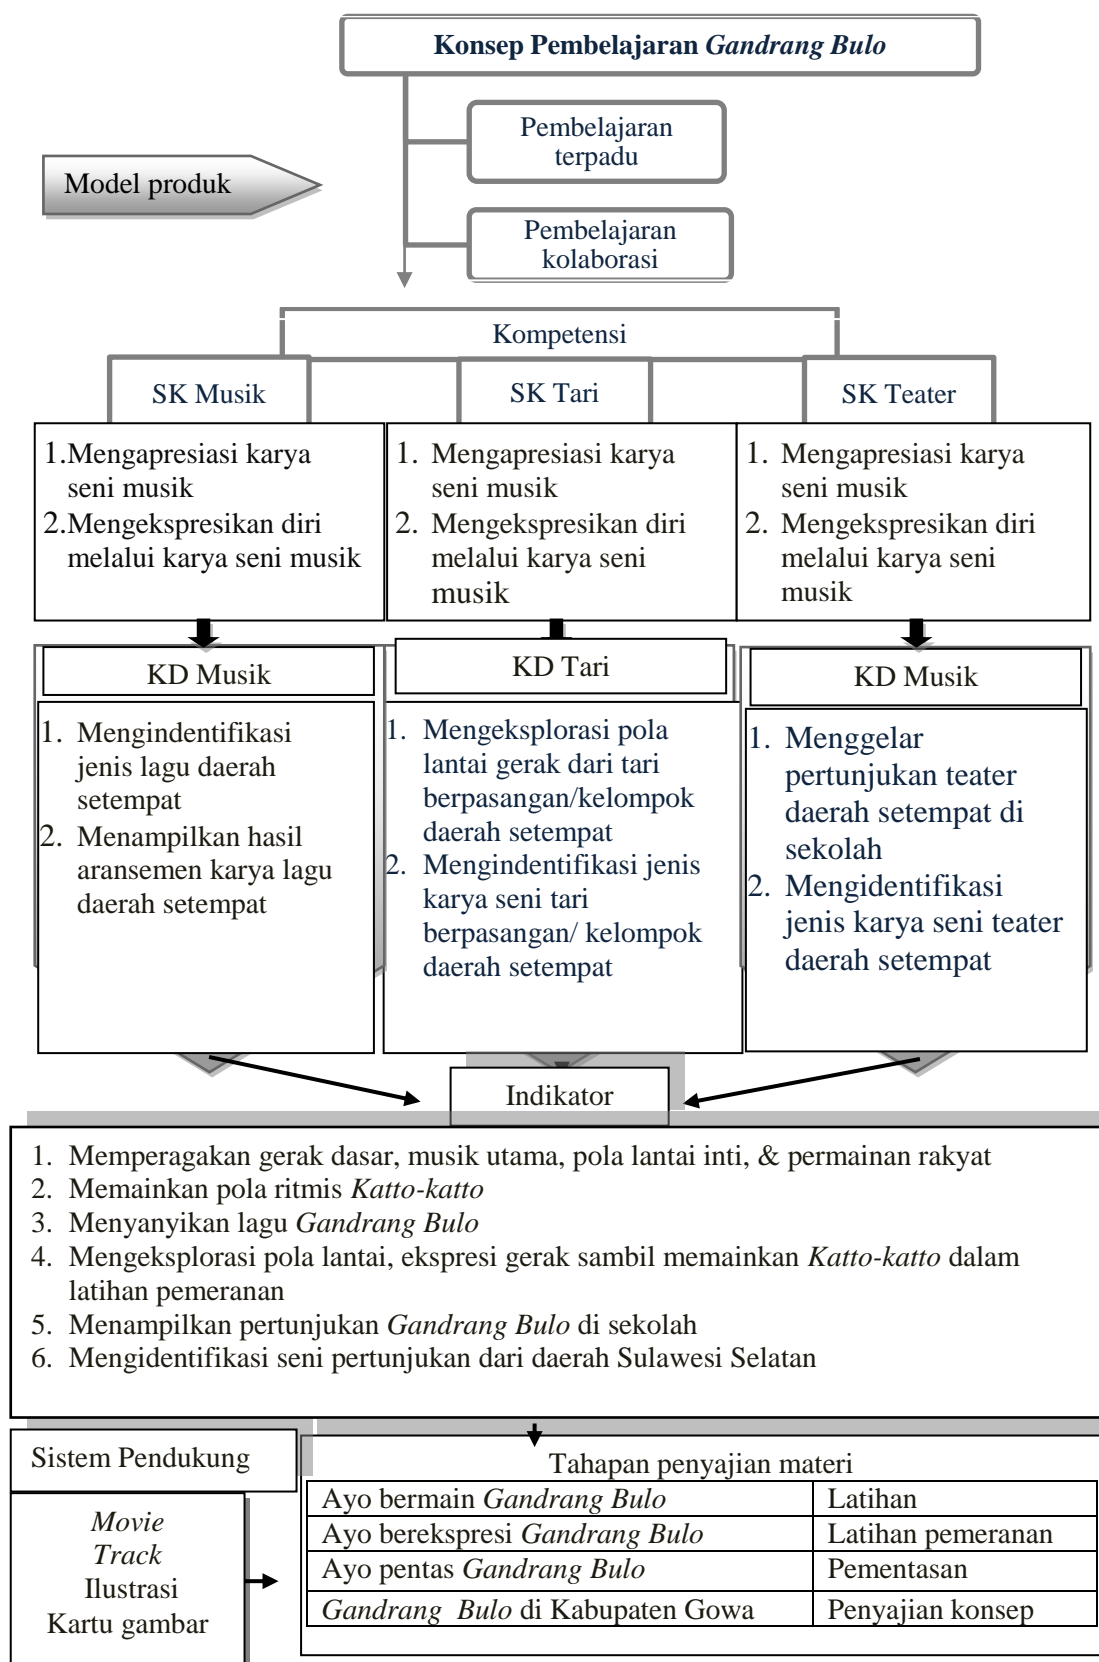 Konsep Pembelajaran Gandrang Bulo
Pembelajaran
terpadu
Model produk
Pembelajaran
kolaborasi
Kompetensi
SK Musik
SK Tari
SK Teater
1.Mengapresiasi karya
seni musik
2.Mengekspresikan diri
melalui karya seni musik
1. Mengapresiasi karya
seni musik
2. Mengekspresikan diri
melalui karya seni
musik
1. Mengapresiasi karya
seni musik
2. Mengekspresikan diri
melalui karya seni
musik
KD Musik
KD Tari
KD Musik
1. Mengindentifikasi
jenis lagu daerah
setempat
2. Menampilkan hasil
aransemen karya lagu
daerah setempat
1. Mengeksplorasi pola
lantai gerak dari tari
berpasangan/kelompok
daerah setempat
2. Mengindentifikasi jenis
karya seni tari
berpasangan/ kelompok
daerah setempat
1. Menggelar
pertunjukan teater
daerah setempat di
sekolah
2. Mengidentifikasi
jenis karya seni teater
daerah setempat
Indikator
1. Memperagakan gerak dasar, musik utama, pola lantai inti, & permainan rakyat
2. Memainkan pola ritmis Katto-katto
3. Menyanyikan lagu Gandrang Bulo
4. Mengeksplorasi pola lantai, ekspresi gerak sambil memainkan Katto-katto dalam
latihan pemeranan
5. Menampilkan pertunjukan Gandrang Bulo di sekolah
6. Mengidentifikasi seni pertunjukan dari daerah Sulawesi Selatan
Sistem Pendukung
Movie
Track
Ilustrasi
Kartu gambar
Tahapan penyajian materi
Ayo bermain Gandrang Bulo Latihan
Ayo berekspresi Gandrang Bulo Latihan pemeranan
Ayo pentas Gandrang Bulo Pementasan
Gandrang Bulo di Kabupaten Gowa Penyajian konsep